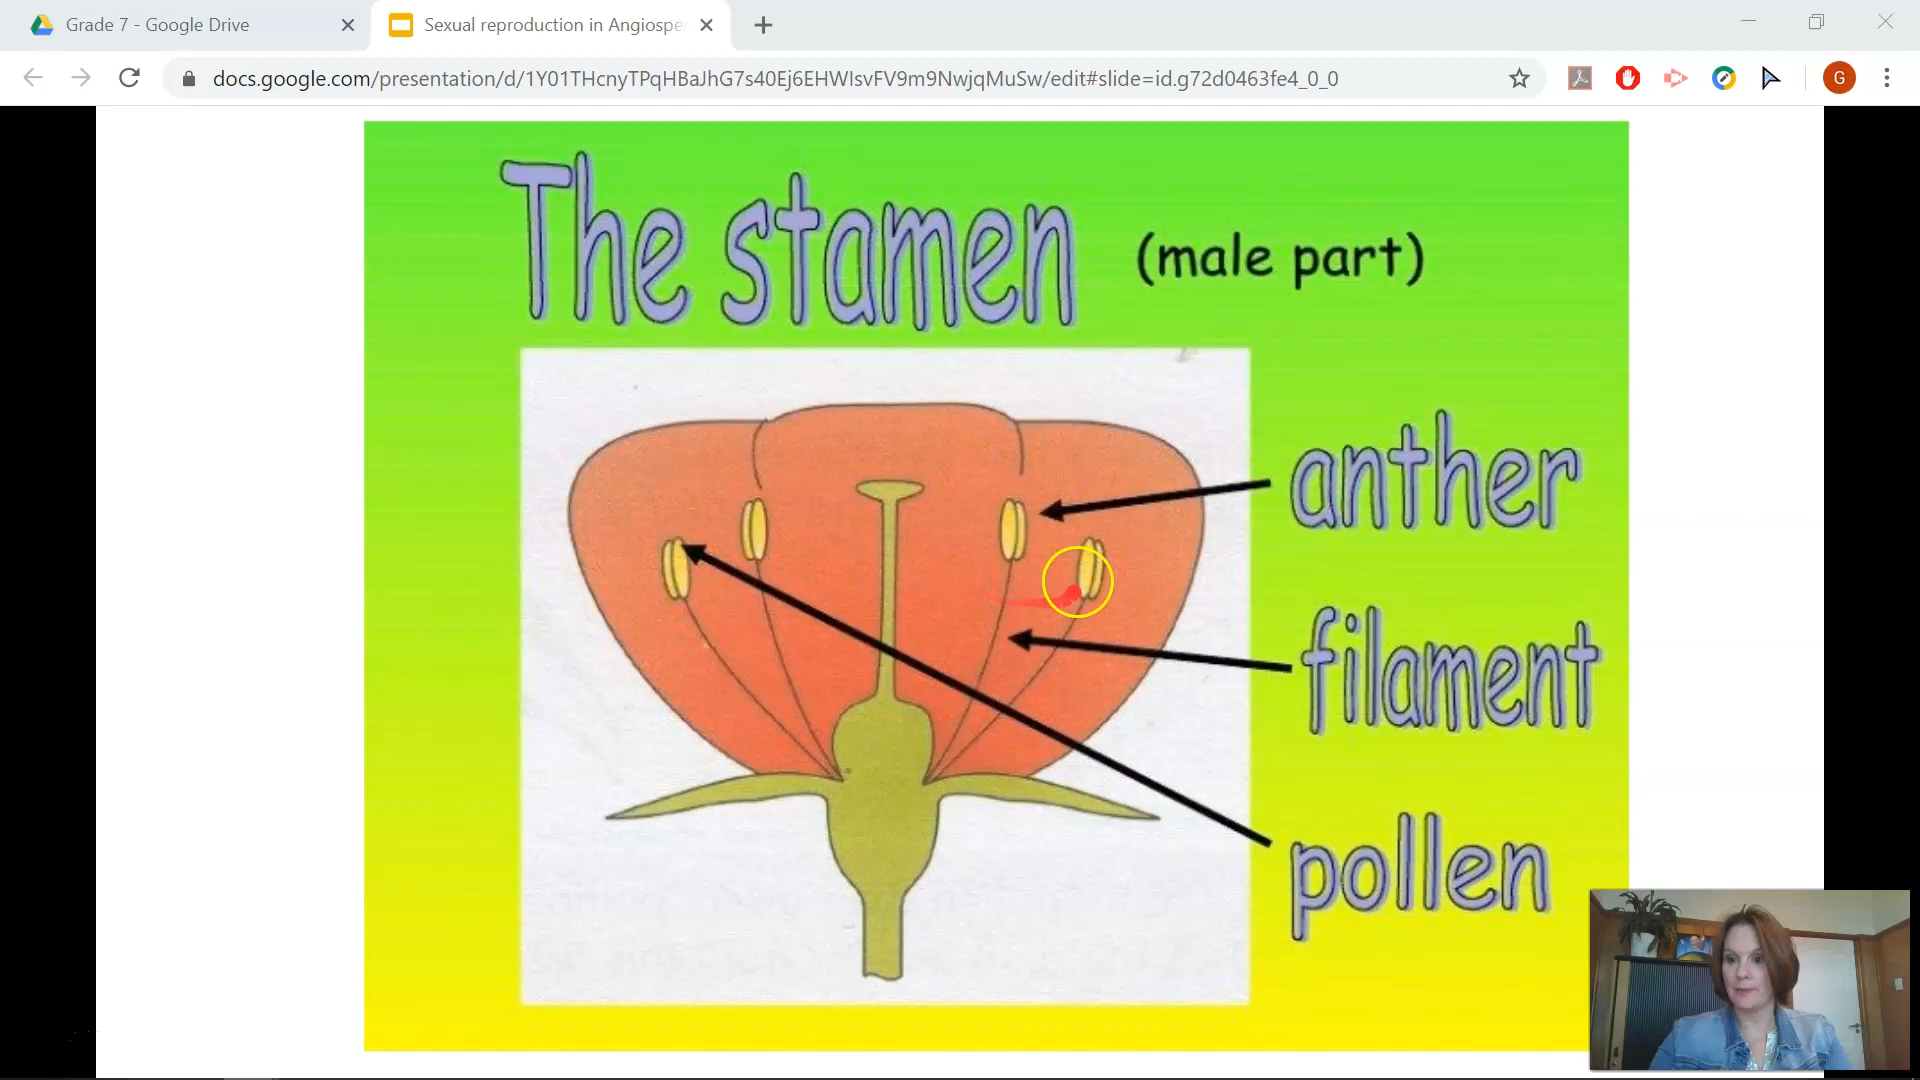 Grade 7 - Google Drive
Sexual reproduction in Angiospe
docs.google.com/presentation/d/1Y01THcnyTPqHBaJhG7s40Ej6EHWIsvFV9m9NwjqMuSw/edit#slide=id.g72d0463fe4_0_0
G
The stamen (male part)
anther
filament
pollen